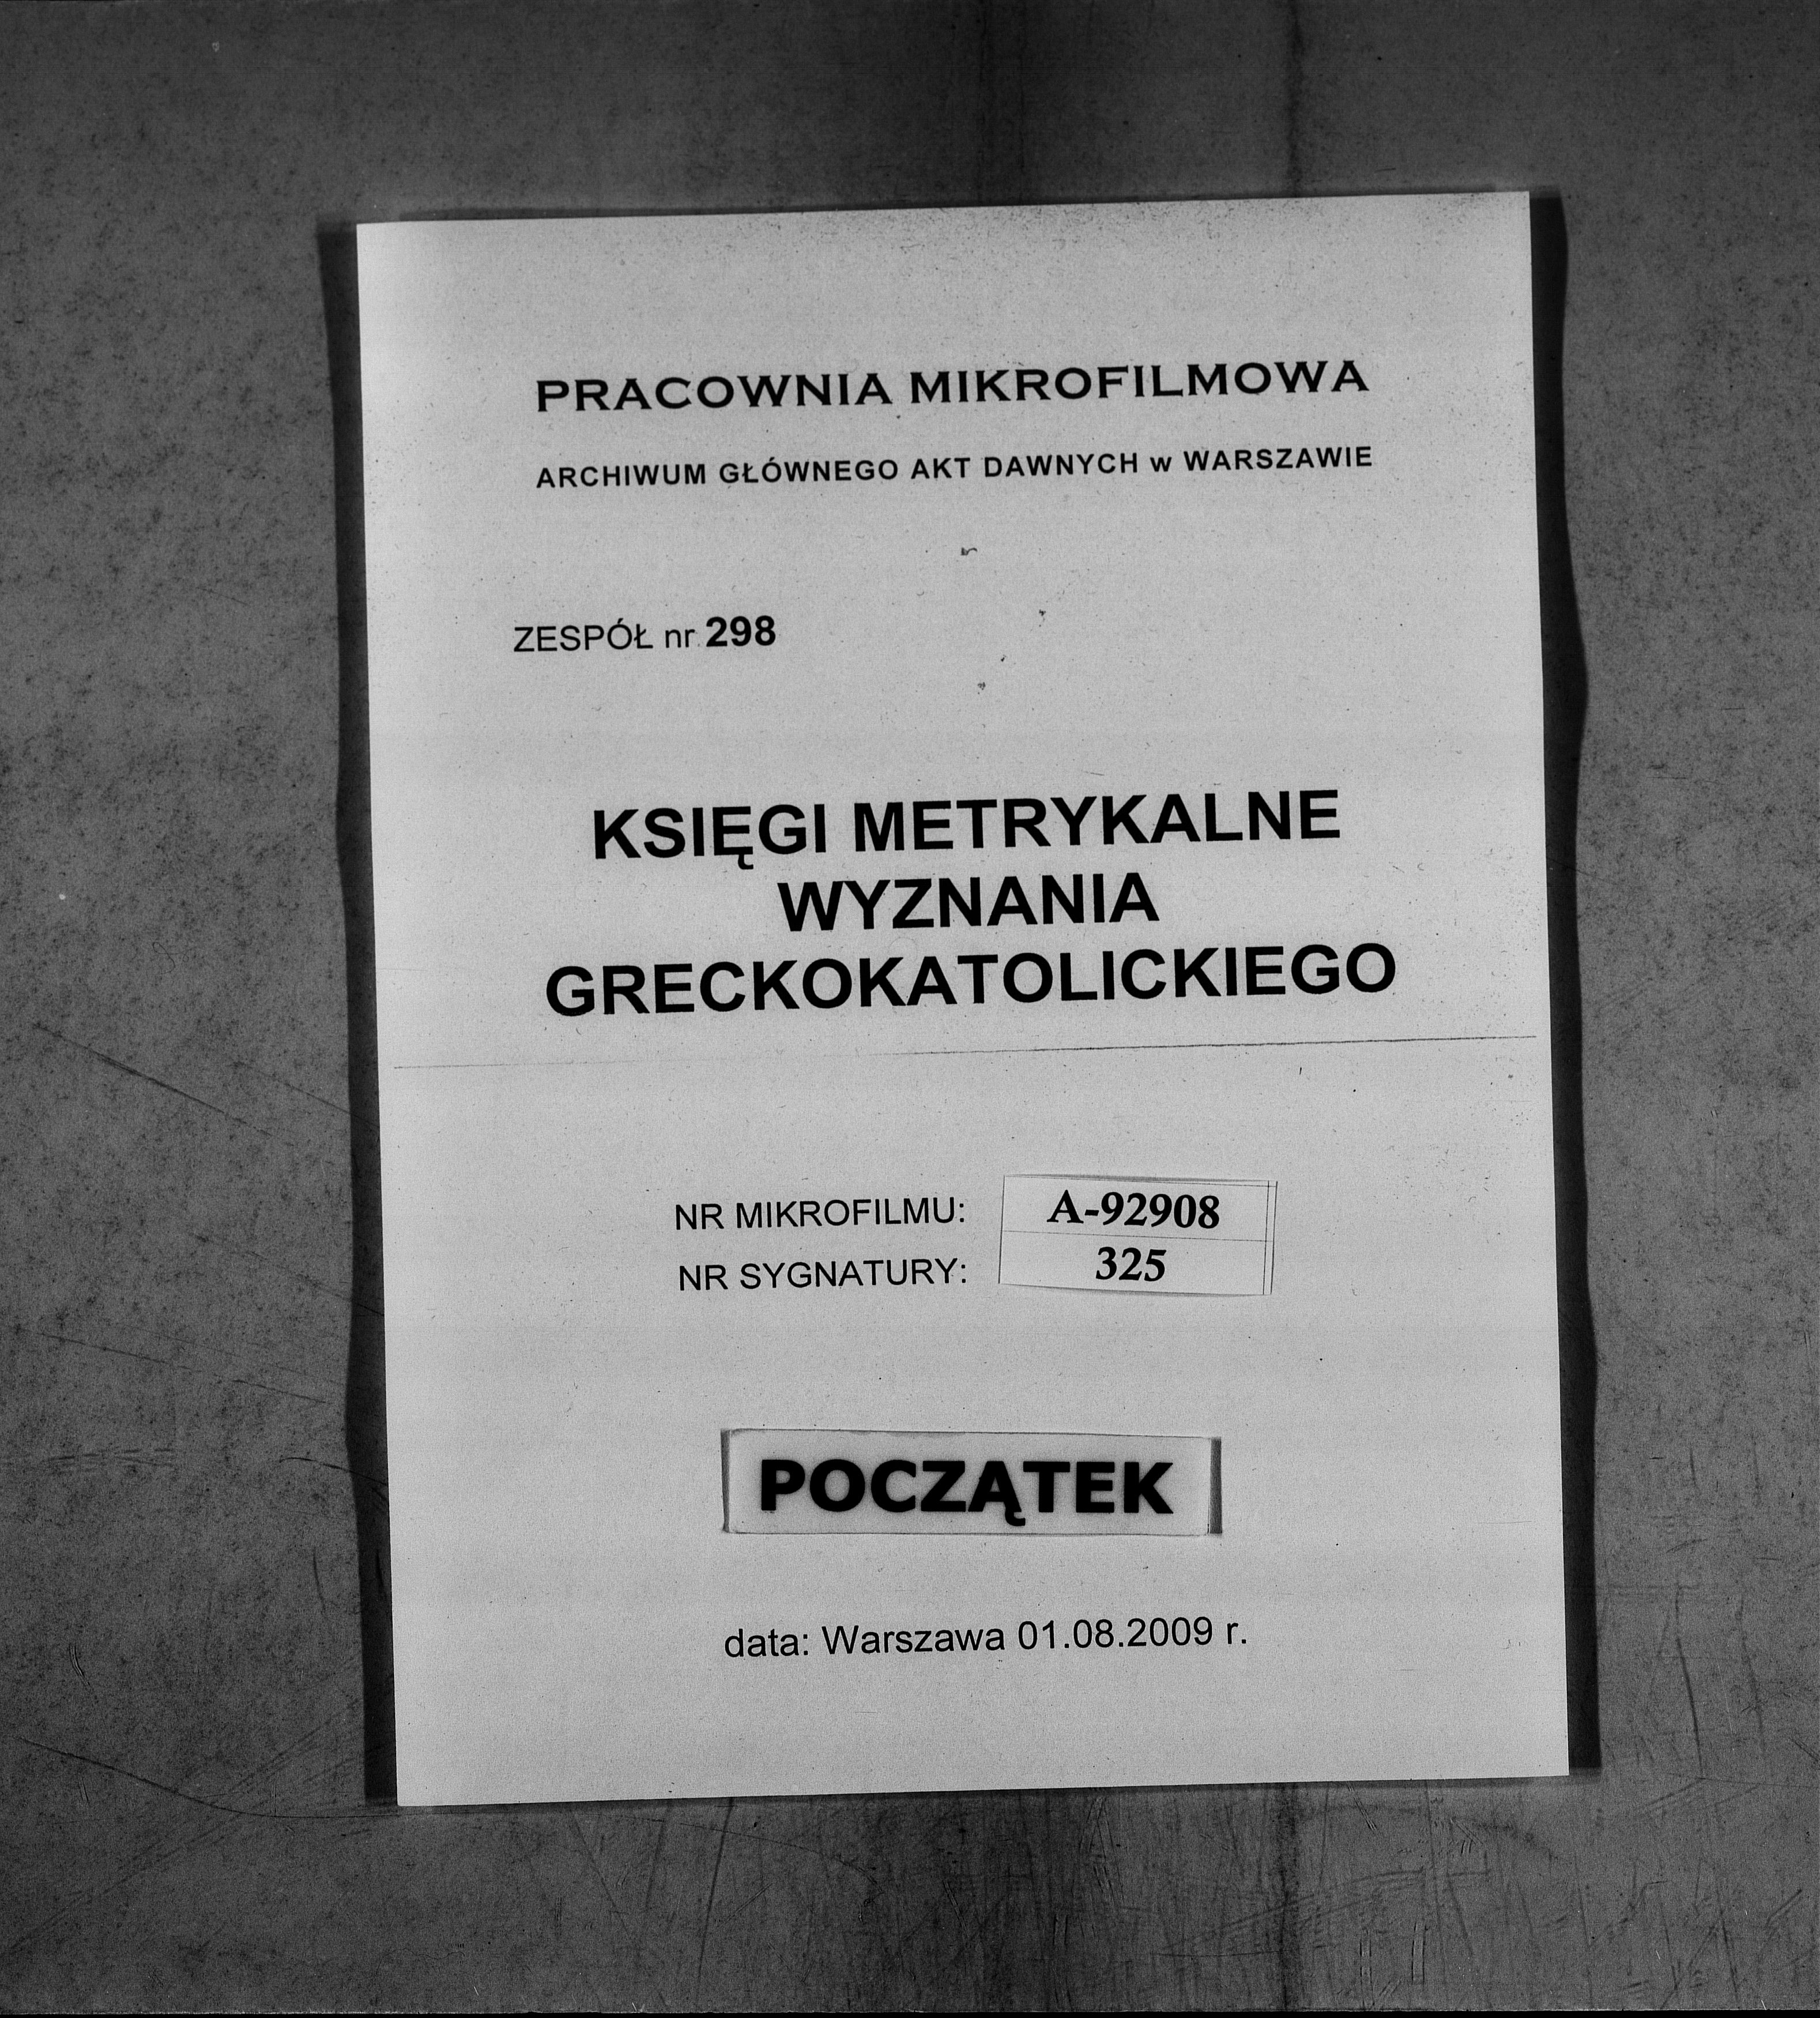 PRACOWNIA MIKROFILMOWA
ARCHIWUM GŁÓWNEGO AKT DAWNYCH w WARSZAWIE
ZESPÓŁ nr 298
KSIĘGI METRYKALNE
WYZNANIA
GRECKOKATOLICKIEGO
NR MIKROFILMU: A-92908
NR SYGNATURY: 325
POCZĄTEK
data: Warszawa 01.08.2009 r.